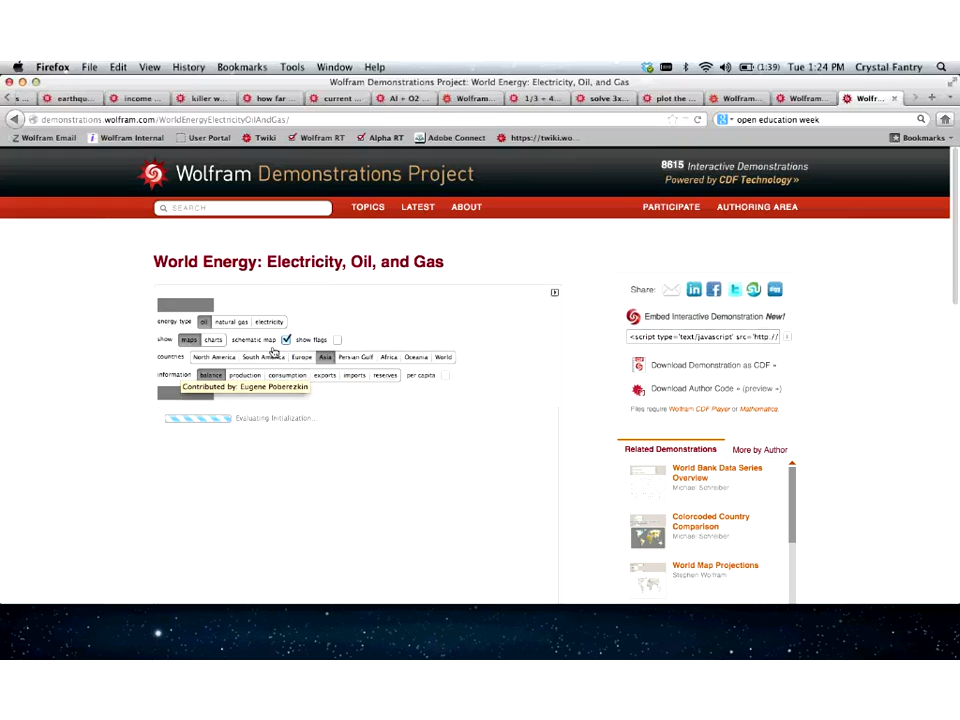 Firefox File Edit View History Bookmarks Tools Window Help (1:39) Tue 1:24 PM Crystal Fantry
Wolfram Demonstrations Project: World Energy: Electricity, Oil, and Gas
s ... earthqu... income ... killer w... how far ... current ... Al + O2 ... Wolfram... 1/3 + 4... solve 3x... plot the ... Wolfram... Wolfram... Wolfr...
demonstrations.wolfram.com/WorldEnergyElectricityOilAndGas/ open education week
Wolfram Email Wolfram Internal User Portal Twiki Wolfram RT Alpha RT Adobe Connect https://twiki.wo... Bookmarks
Wolfram Demonstrations Project
8615 Interactive Demonstrations
Powered by CDF Technology »
SEARCH TOPICS LATEST ABOUT PARTICIPATE AUTHORING AREA
World Energy: Electricity, Oil, and Gas
energy type oil natural gas electricity
show maps charts schematic map show flags
countries North America South America Europe Asia Persian Gulf Africa Oceania World
information balance production consumption exports imports reserves per capita
Contributed by: Eugene Poberezkin
Evaluating Initialization...
Share:
Embed Interactive Demonstration New!
<script type='text/javascript' src='http://
Download Demonstration as CDF »
Download Author Code » (preview »)
Files require Wolfram CDF Player or Mathematica.
Related Demonstrations More by Author
World Bank Data Series
Overview
Michael Schreiber
Colorcoded Country
Comparison
Michael Schreiber
World Map Projections
Stephen Wolfram